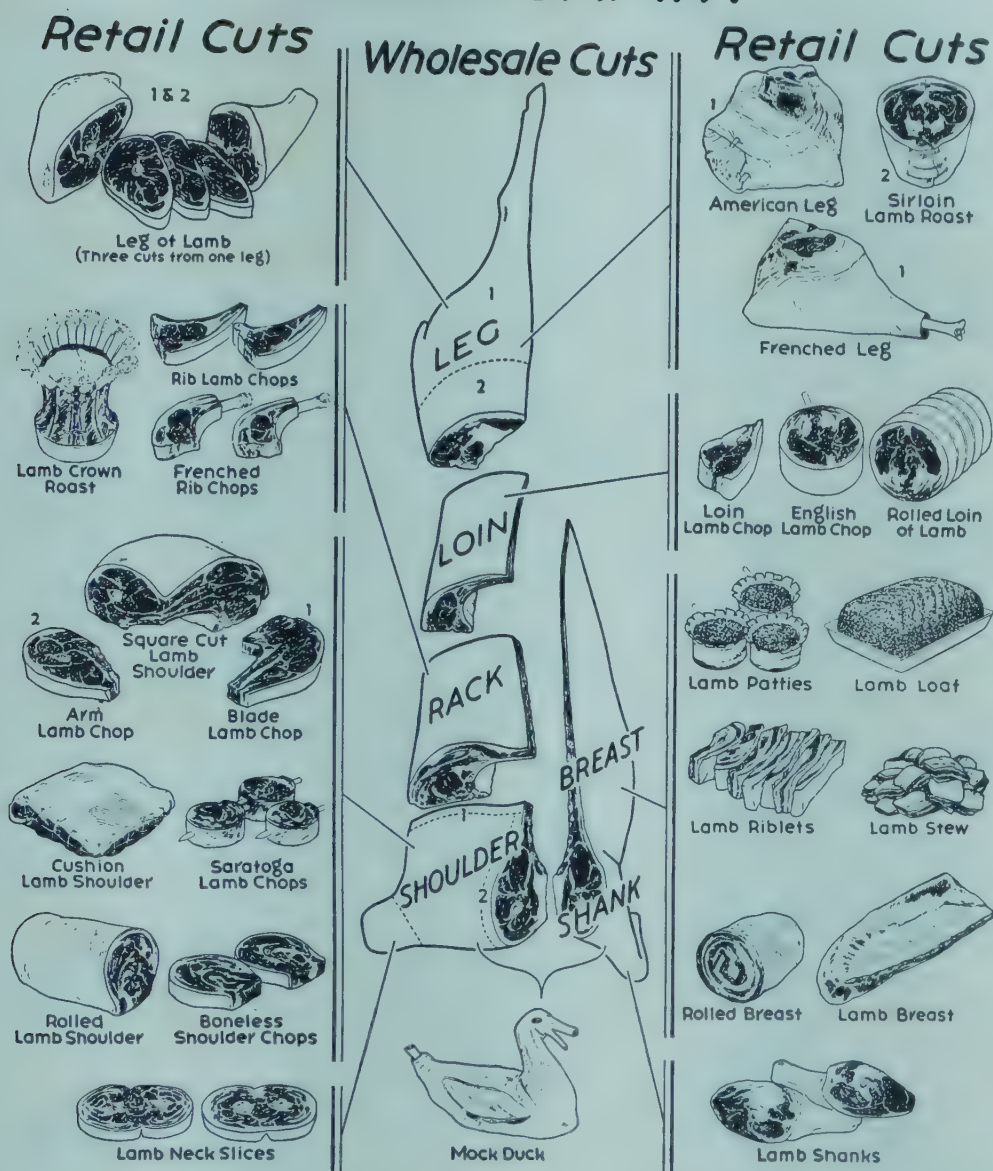 Retail Cuts
1 & 2
Leg of Lamb
(Three cuts from one leg)
Lamb Crown
Roast
Rib Lamb Chops
Frenched
Rib Chops
Square Cut
Lamb
Shoulder
2
Arm
Lamb Chop
1
Blade
Lamb Chop
Cushion
Lamb Shoulder
Saratoga
Lamb Chops
Rolled
Lamb Shoulder
Boneless
Shoulder Chops
Lamb Neck Slices
Wholesale Cuts
1
LEG
2
LOIN
RACK
BREAST
1
SHOULDER
2
SHANK
Mock Duck
Retail Cuts
1
American Leg
2
Sirloin
Lamb Roast
1
Frenched Leg
Loin
Lamb Chop
English
Lamb Chop
Rolled Loin
of Lamb
Lamb Patties
Lamb Loaf
Lamb Riblets
Lamb Stew
Rolled Breast
Lamb Breast
Lamb Shanks